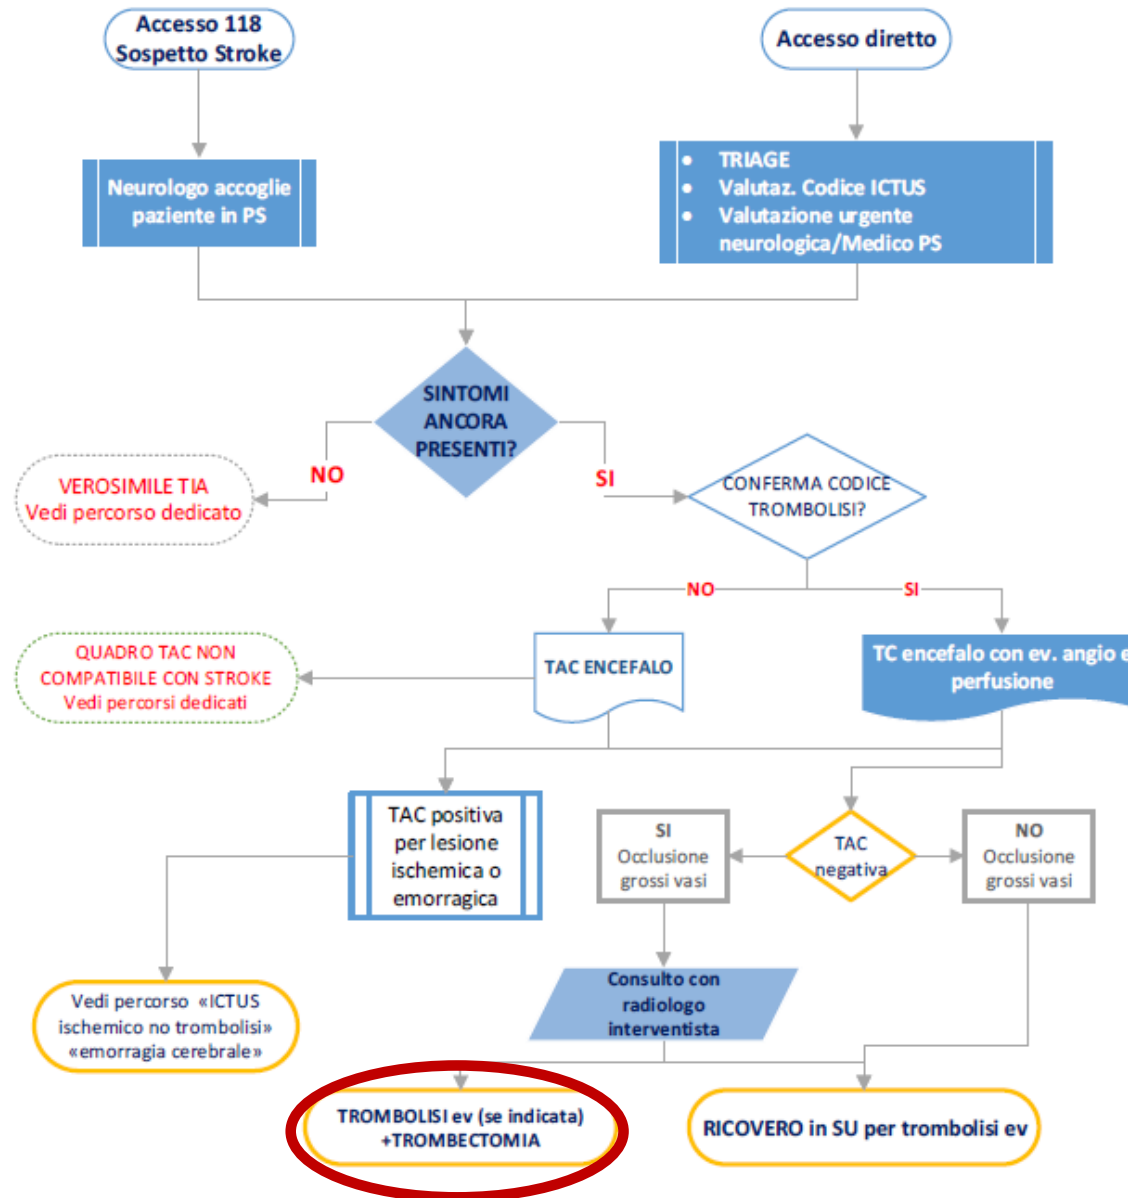 Accesso 118
Sospetto Stroke
Accesso diretto
Neurologo accoglie
paziente in PS
• TRIAGE
• Valutaz. Codice ICTUS
• Valutazione urgente
neurologica/Medico PS
SINTOMI
ANCORA
PRESENTI?
NO
SI
VEROSIMILE TIA
Vedi percorso dedicato
CONFERMA CODICE
TROMBOLISI?
NO
SI
QUADRO TAC NON
COMPATIBILE CON STROKE
Vedi percorsi dedicati
TAC ENCEFALO
TC encefalo con ev. angio e
perfusione
TAC positiva
per lesione
ischemica o
emorragica
SI
Occlusione
grossi vasi
TAC
negativa
NO
Occlusione
grossi vasi
Vedi percorso «ICTUS
ischemico no trombolisi»
«emorragia cerebrale»
Consulto con
radiologo
interventista
TROMBOLISI ev (se indicata)
+TROMBECTOMIA
RICOVERO in SU per trombolisi ev